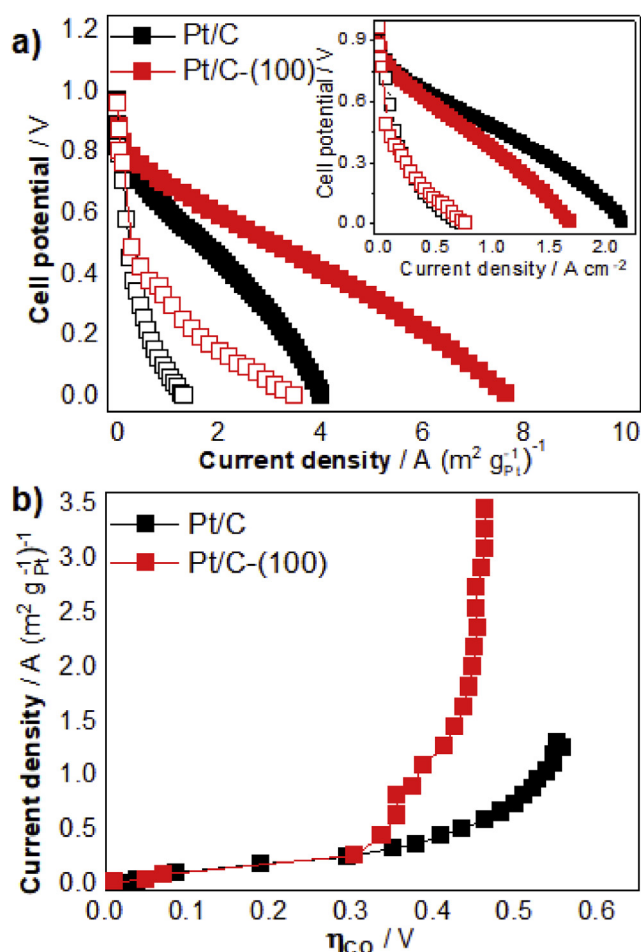 a)
1.2
1.0
0.8
0.6
0.4
0.2
0.0
Cell potential / V
Pt/C
Pt/C-(100)
0.9
0.6
0.3
0.0
Cell potential / V
0.0 0.5 1.0 1.5 2.0
Current density / A cm⁻²
0 2 4 6 8 10
Current density / A (m² g⁻¹Pt)⁻¹
b)
3.5
3.0
2.5
2.0
1.5
1.0
0.5
0.0
Current density / A (m² g⁻¹Pt)⁻¹
Pt/C
Pt/C-(100)
0.0 0.1 0.2 0.3 0.4 0.5 0.6
ηCO / V